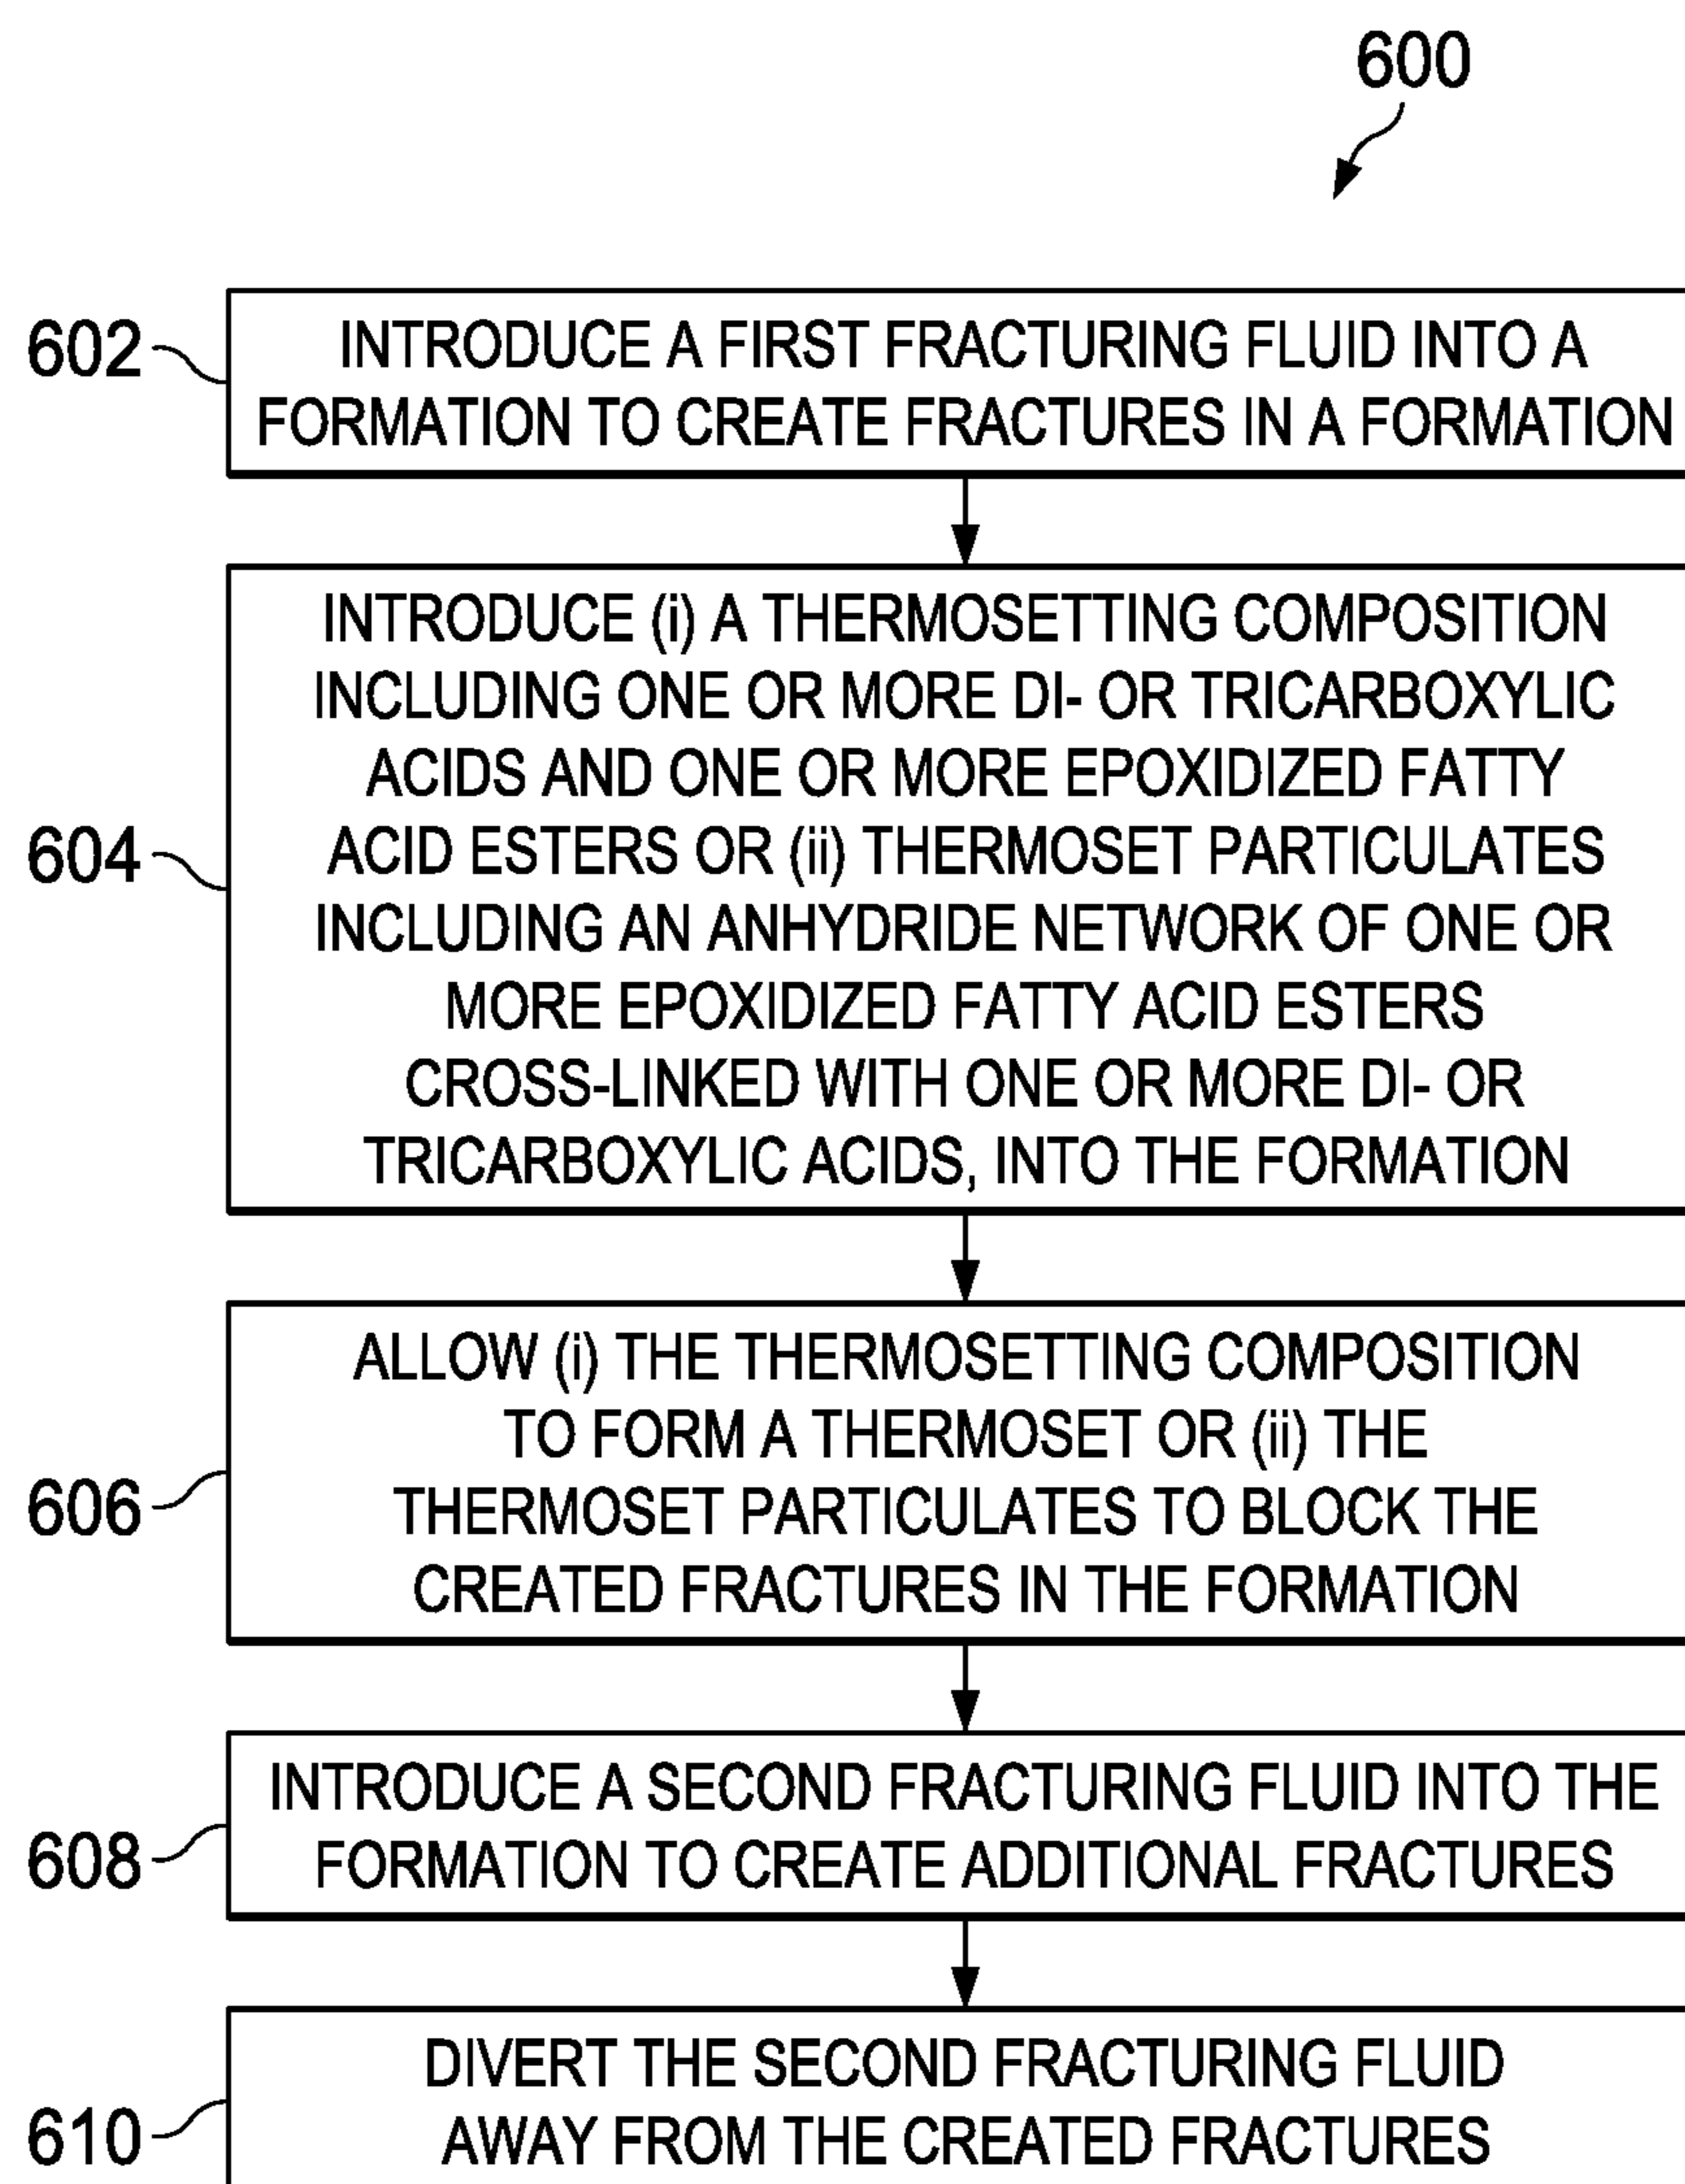 600
602
INTRODUCE A FIRST FRACTURING FLUID INTO A
FORMATION TO CREATE FRACTURES IN A FORMATION
604
INTRODUCE (i) A THERMOSETTING COMPOSITION
INCLUDING ONE OR MORE DI- OR TRICARBOXYLIC
ACIDS AND ONE OR MORE EPOXIDIZED FATTY
ACID ESTERS OR (ii) THERMOSET PARTICULATES
INCLUDING AN ANHYDRIDE NETWORK OF ONE OR
MORE EPOXIDIZED FATTY ACID ESTERS
CROSS-LINKED WITH ONE OR MORE DI- OR
TRICARBOXYLIC ACIDS, INTO THE FORMATION
606
ALLOW (i) THE THERMOSETTING COMPOSITION
TO FORM A THERMOSET OR (ii) THE
THERMOSET PARTICULATES TO BLOCK THE
CREATED FRACTURES IN THE FORMATION
608
INTRODUCE A SECOND FRACTURING FLUID INTO THE
FORMATION TO CREATE ADDITIONAL FRACTURES
610
DIVERT THE SECOND FRACTURING FLUID
AWAY FROM THE CREATED FRACTURES